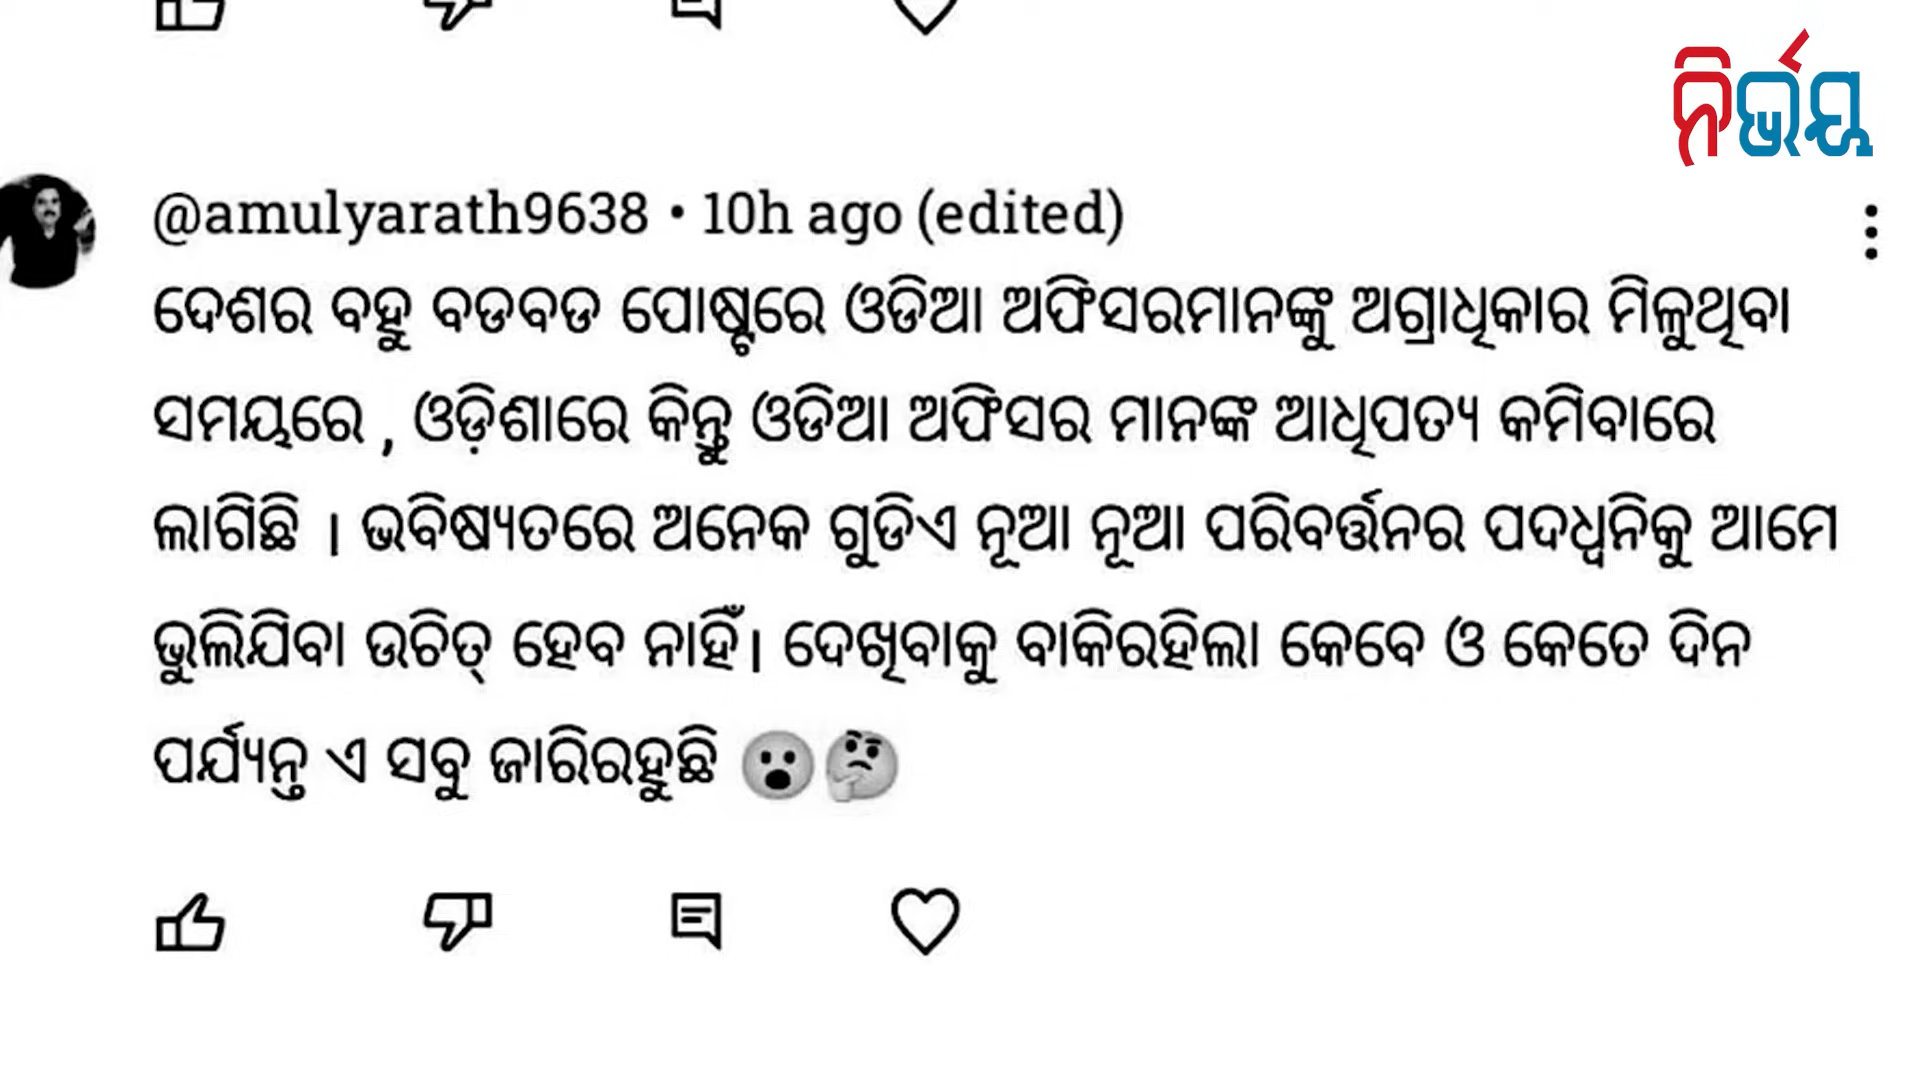 ନିର୍ଭୟ
@amulyarath9638 • 10h ago (edited)
ଦେଶର ବହୁ ବଡବଡ ପୋଷ୍ଟରେ ଓଡିଆ ଅଫିସରମାନଙ୍କୁ ଅଗ୍ରାଧିକାର ମିଳୁଥିବା
ସମୟରେ , ଓଡ଼ିଶାରେ କିନ୍ତୁ ଓଡିଆ ଅଫିସର ମାନଙ୍କ ଆଧିପତ୍ୟ କମିବାରେ
ଲାଗିଛି । ଭବିଷ୍ୟତରେ ଅନେକ ଗୁଡିଏ ନୂଆ ନୂଆ ପରିବର୍ତ୍ତନର ପଦଧ୍ୱନିକୁ ଆମେ
ଭୁଲିଯିବା ଉଚିତ୍ ହେବ ନାହିଁ। ଦେଖିବାକୁ ବାକିରହିଲା କେବେ ଓ କେତେ ଦିନ
ପର୍ଯ୍ୟନ୍ତ ଏ ସବୁ ଜାରିରହୁଛି 😮🤔